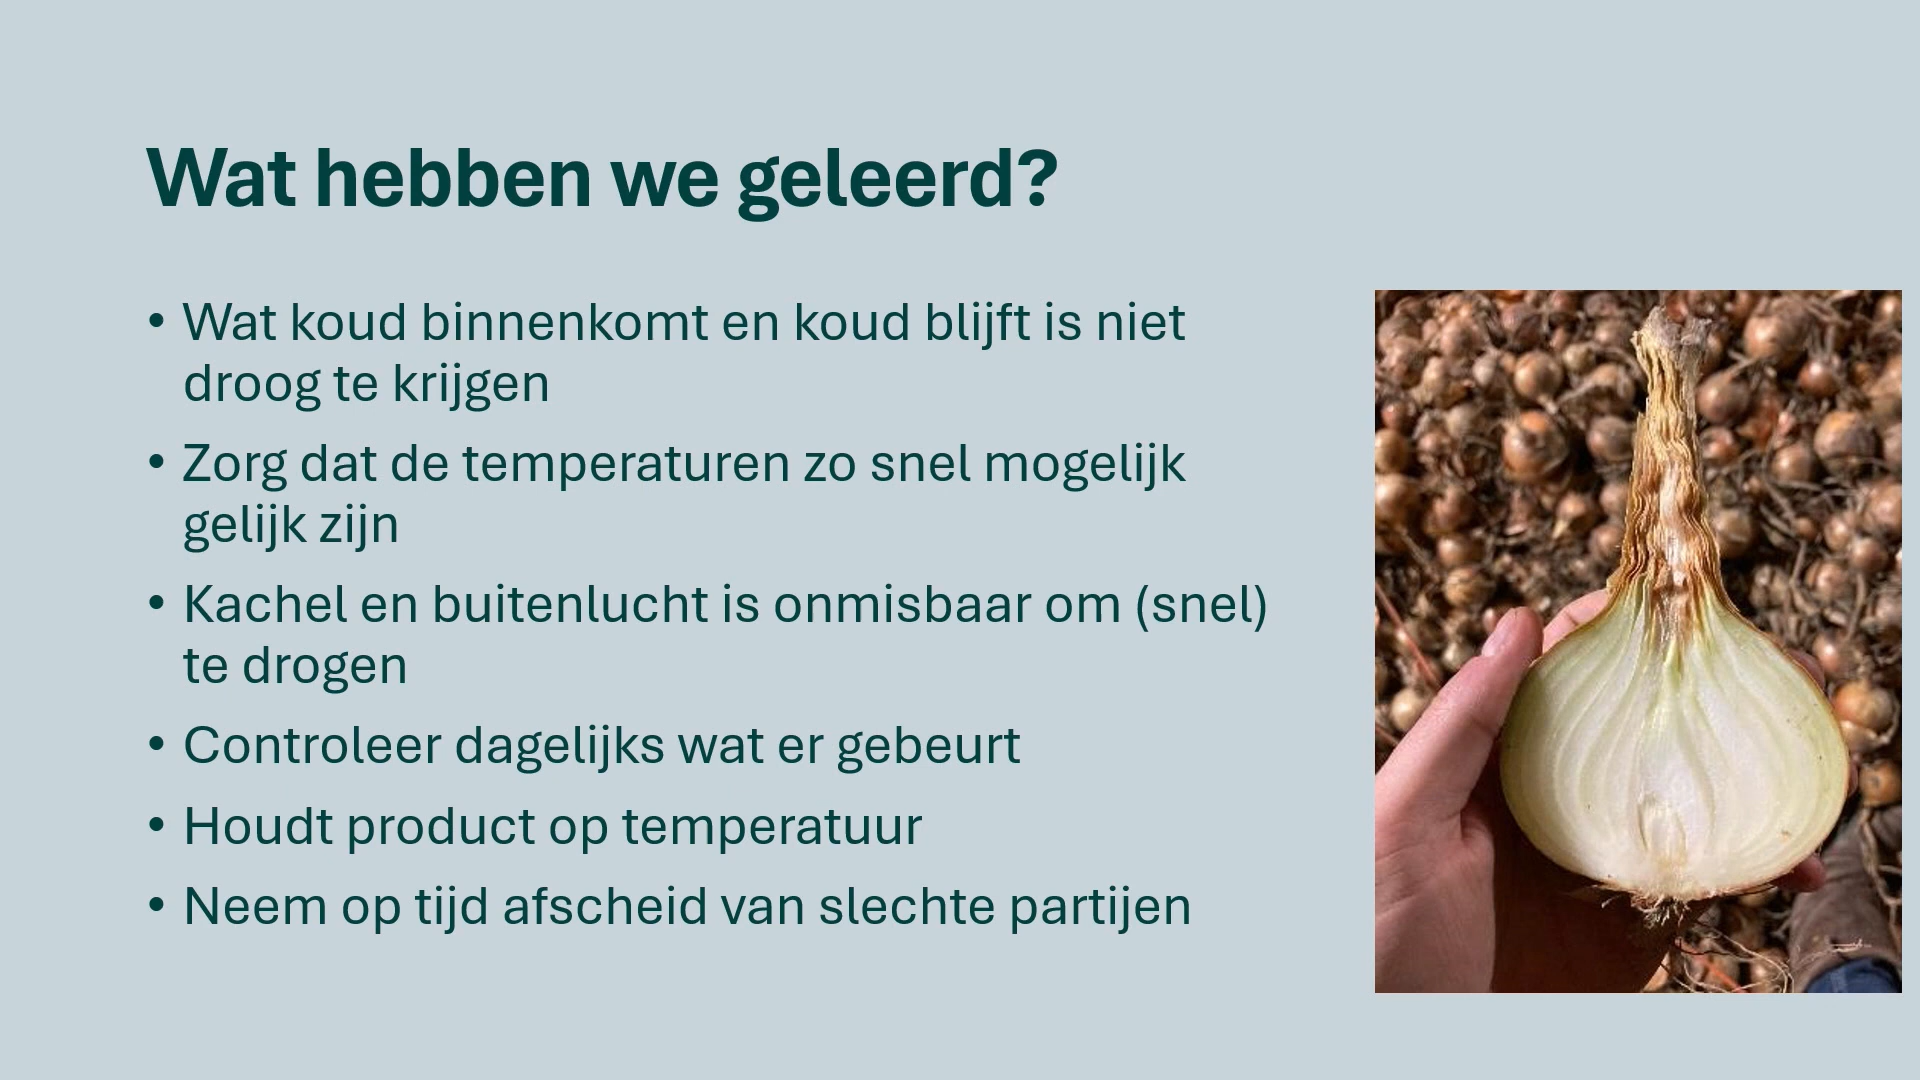 Wat hebben we geleerd?
• Wat koud binnenkomt en koud blijft is niet
droog te krijgen
• Zorg dat de temperaturen zo snel mogelijk
gelijk zijn
• Kachel en buitenlucht is onmisbaar om (snel)
te drogen
• Controleer dagelijks wat er gebeurt
• Houdt product op temperatuur
• Neem op tijd afscheid van slechte partijen